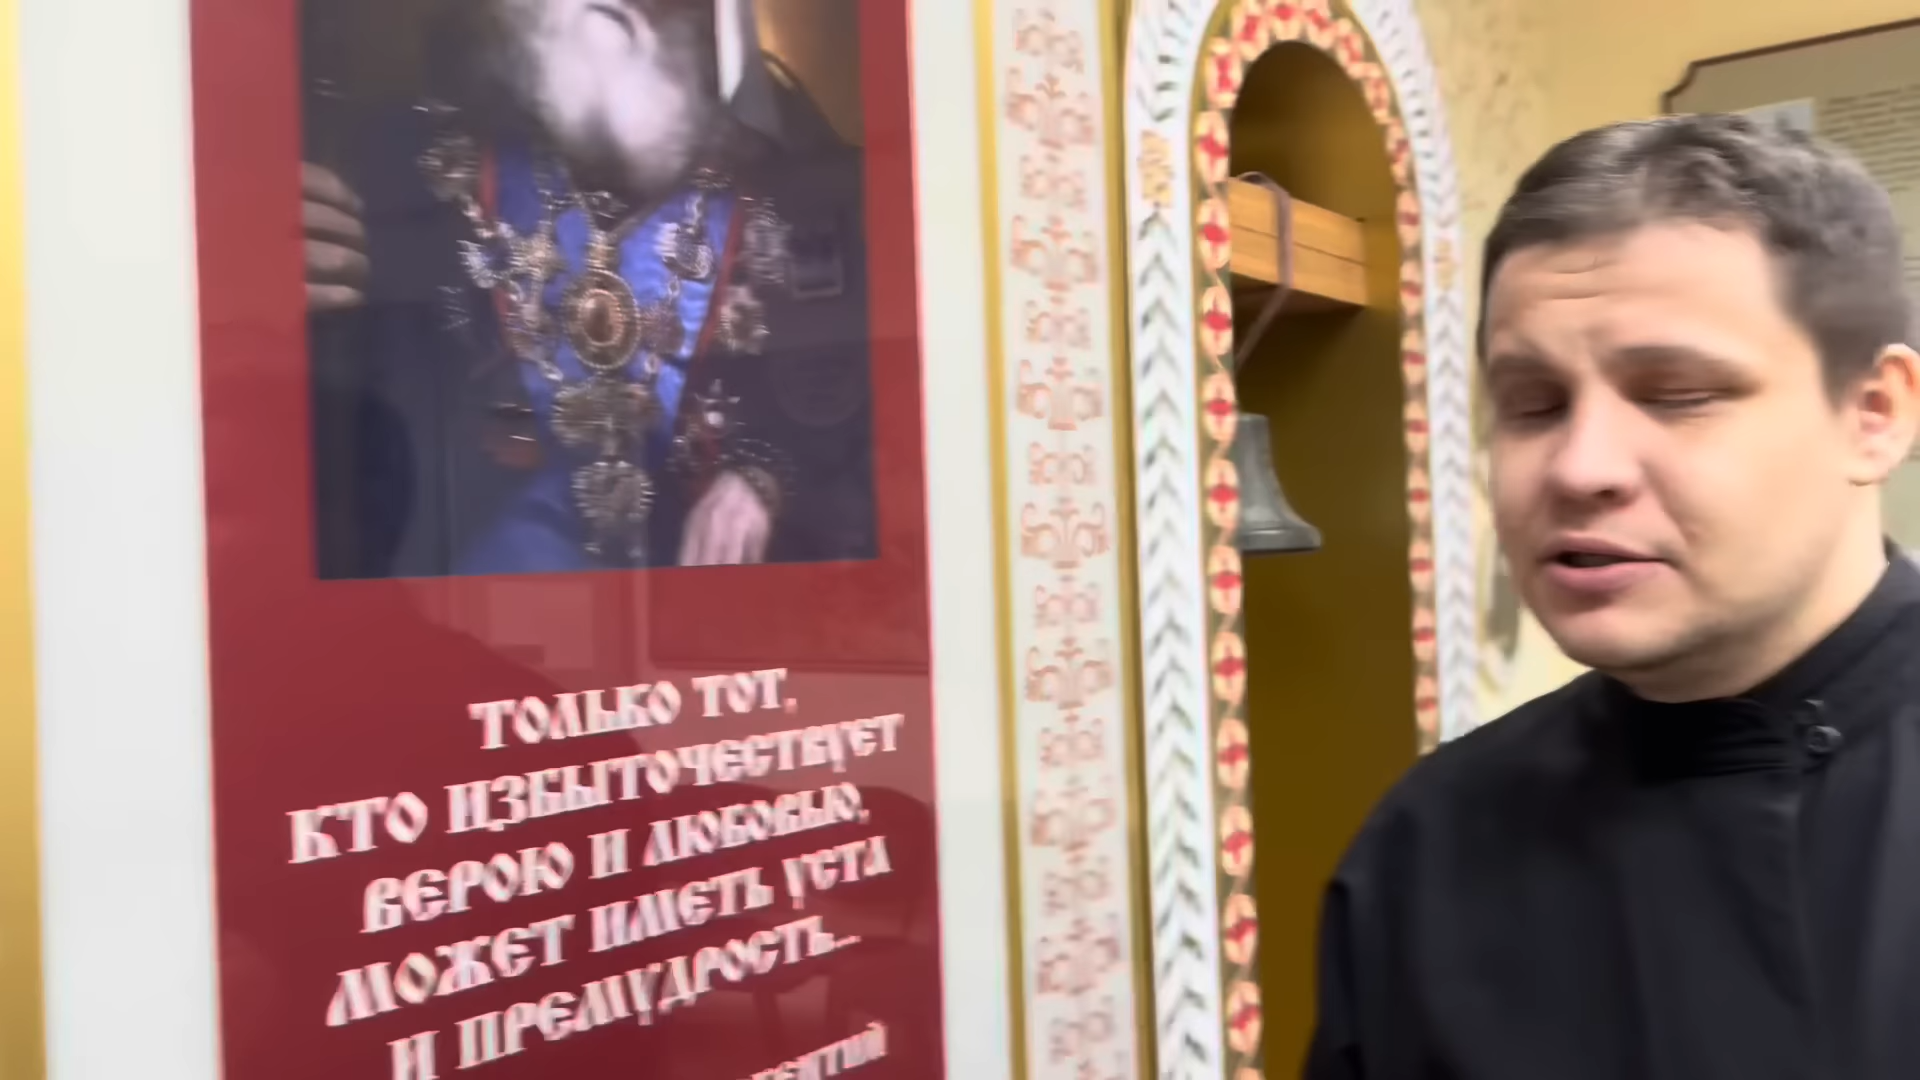 ТОЛЬКО ТОТ,
КТО ИЗБЫТОЧЕСТВУЕТ
ВЕРОЮ И ЛЮБОВЬЮ,
МОЖЕТ ИМЕТЬ УСТА
И ПРЕМУДРОСТЬ...